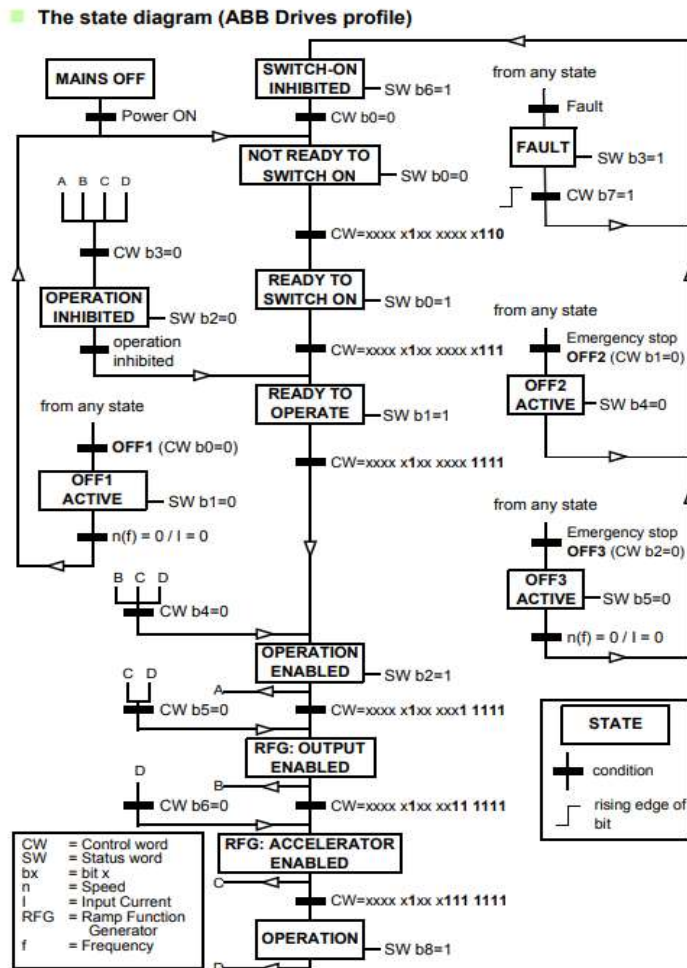 The state diagram (ABB Drives profile)
MAINS OFF
Power ON
SWITCH-ON
INHIBITED
SW b6=1
CW b0=0
from any state
Fault
FAULT
SW b3=1
CW b7=1
NOT READY TO
SWITCH ON
SW b0=0
A B C D
CW b3=0
CW=xxxx x1xx xxxx x110
OPERATION
INHIBITED
SW b2=0
operation
inhibited
READY TO
SWITCH ON
SW b0=1
CW=xxxx x1xx xxxx x111
from any state
Emergency stop
OFF2 (CW b1=0)
OFF2
ACTIVE
SW b4=0
READY TO
OPERATE
SW b1=1
CW=xxxx x1xx xxxx 1111
from any state
OFF1 (CW b0=0)
OFF1
ACTIVE
SW b1=0
n(f) = 0 / I = 0
from any state
Emergency stop
OFF3 (CW b2=0)
OFF3
ACTIVE
SW b5=0
n(f) = 0 / I = 0
B C D
CW b4=0
OPERATION
ENABLED
SW b2=1
A
CW=xxxx x1xx xxx1 1111
C D
CW b5=0
RFG: OUTPUT
ENABLED
B
CW=xxxx x1xx xx11 1111
D
CW b6=0
RFG: ACCELERATOR
ENABLED
C
CW=xxxx x1xx x111 1111
OPERATION
SW b8=1
D
STATE
condition
rising edge of
bit
CW = Control word
SW = Status word
bx = bit x
n = Speed
I = Input Current
RFG = Ramp Function
Generator
f = Frequency